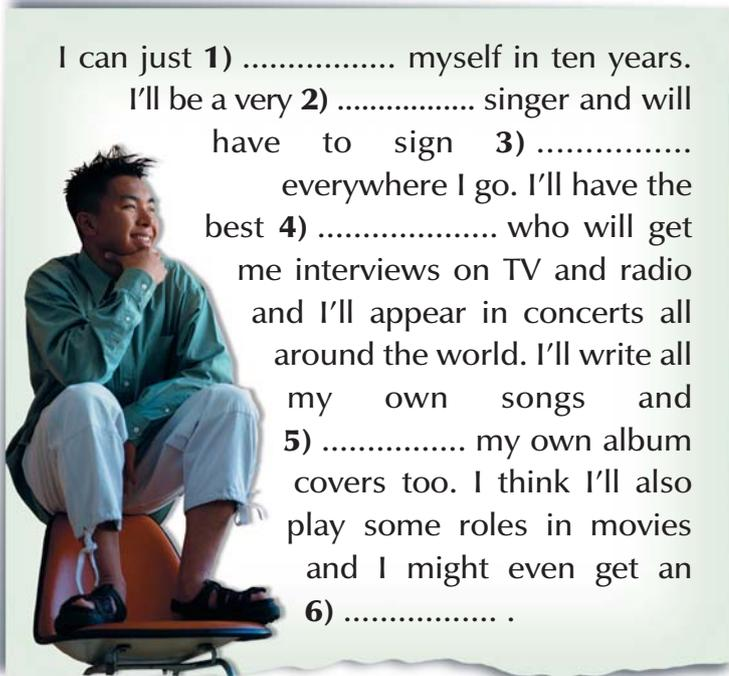 I can just 1) ................. myself in ten years.
I'll be a very 2) ................. singer and will
have to sign 3) ................
everywhere I go. I'll have the
best 4) .................... who will get
me interviews on TV and radio
and I'll appear in concerts all
around the world. I'll write all
my own songs and
5) ................ my own album
covers too. I think I'll also
play some roles in movies
and I might even get an
6) ................. .